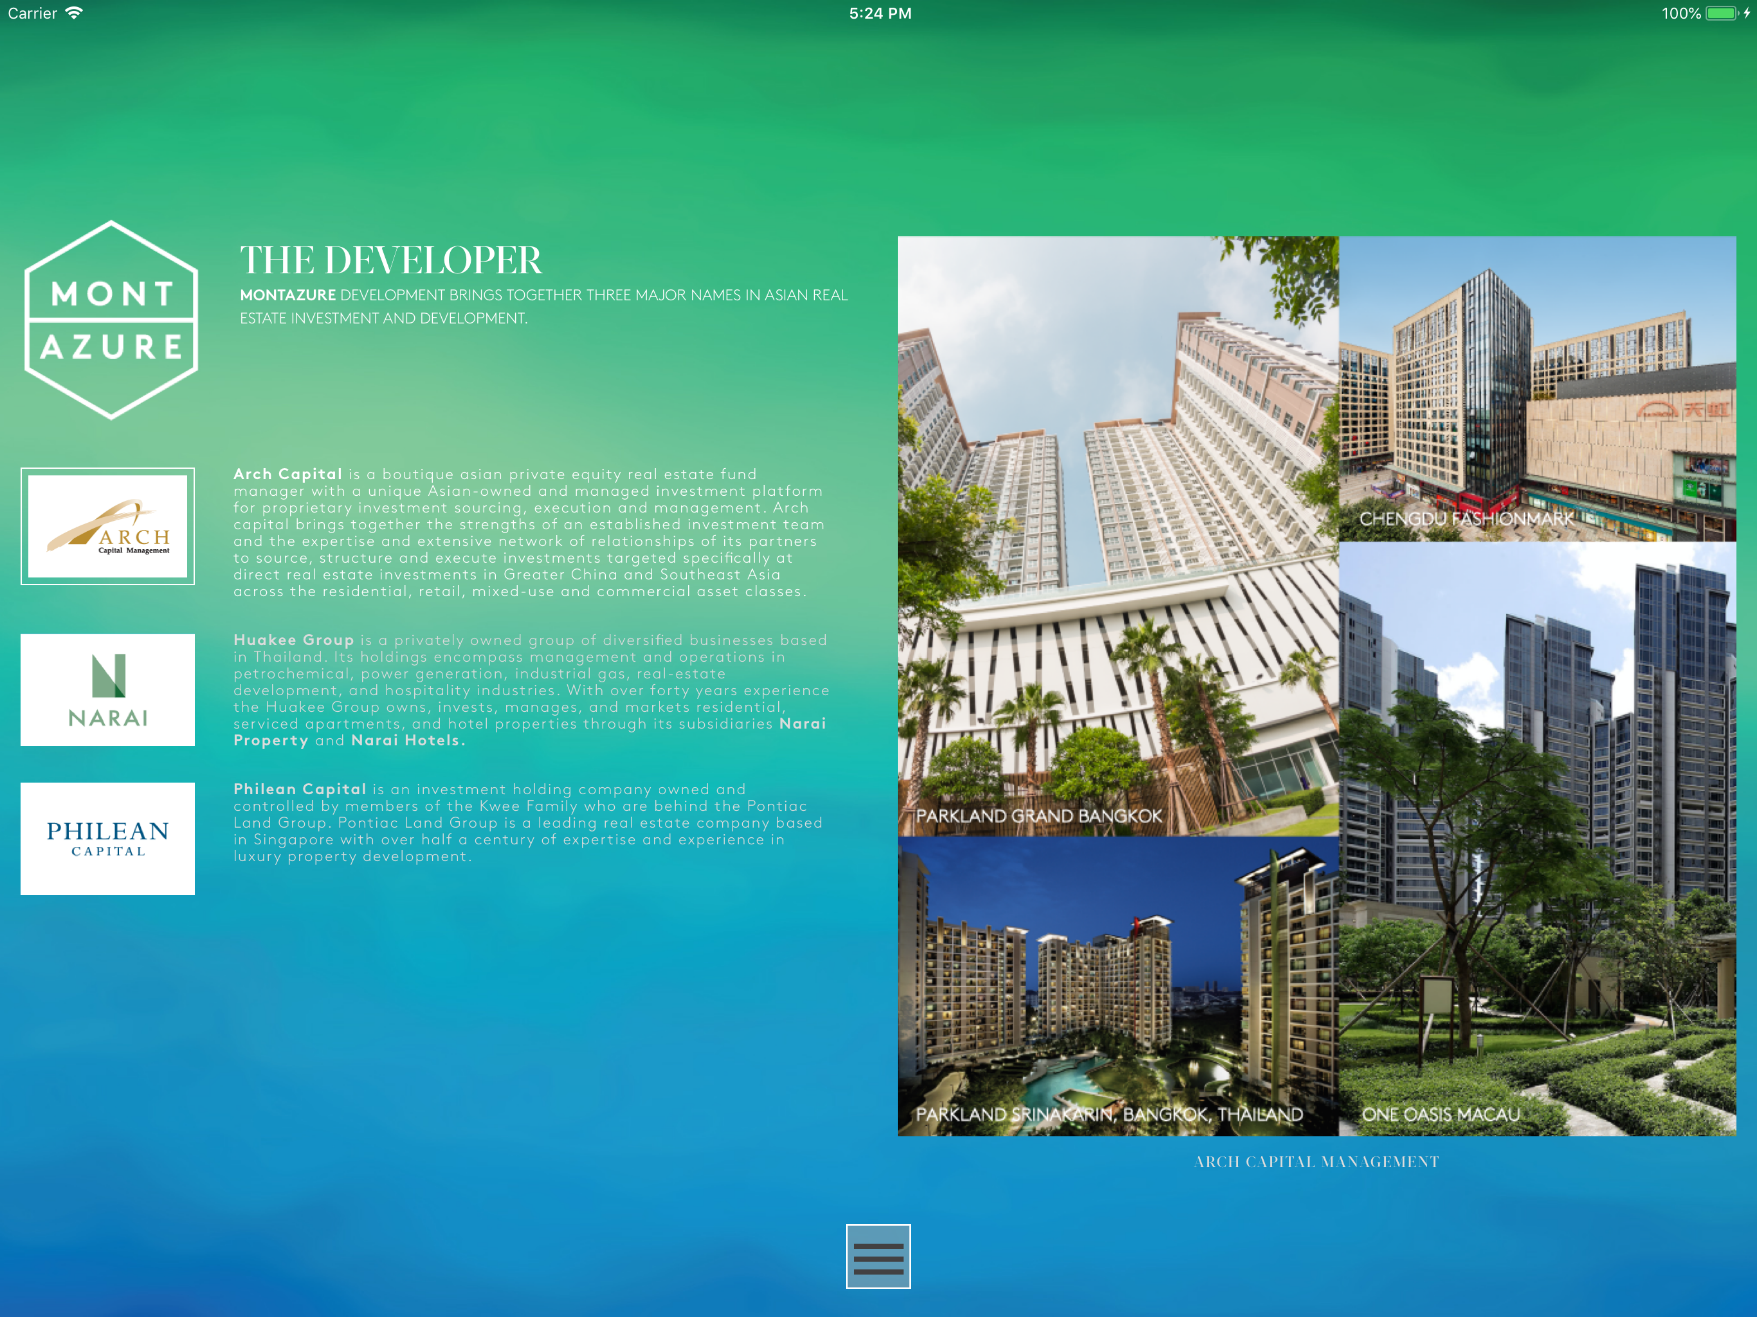 Carrier
5:24 PM
100%
MONT
AZURE
THE DEVELOPER
MONTAZURE DEVELOPMENT BRINGS TOGETHER THREE MAJOR NAMES IN ASIAN REAL
ESTATE INVESTMENT AND DEVELOPMENT.
ARCH
Capital Management
Arch Capital is a boutique asian private equity real estate fund
manager with a unique Asian-owned and managed investment platform
for proprietary investment sourcing, execution and management. Arch
capital brings together the strengths of an established investment team
and the expertise and extensive network of relationships of its partners
to source, structure and execute investments targeted specifically at
direct real estate investments in Greater China and Southeast Asia
across the residential, retail, mixed-use and commercial asset classes.
NARAI
Huakee Group is a privately owned group of diversified businesses based
in Thailand. Its holdings encompass management and operations in
petrochemical, power generation, industrial gas, real-estate
development, and hospitality industries. With over forty years experience
the Huakee Group owns, invests, manages, and markets residential,
serviced apartments, and hotel properties through its subsidiaries Narai
Property and Narai Hotels.
PHILEAN
CAPITAL
Philean Capital is an investment holding company owned and
controlled by members of the Kwee Family who are behind the Pontiac
Land Group. Pontiac Land Group is a leading real estate company based
in Singapore with over half a century of expertise and experience in
luxury property development.
天虹
CHENGDU FASHIONMARK
PARKLAND GRAND BANGKOK
PARKLAND SRINAKARIN, BANGKOK, THAILAND
ONE OASIS MACAU
ARCH CAPITAL MANAGEMENT